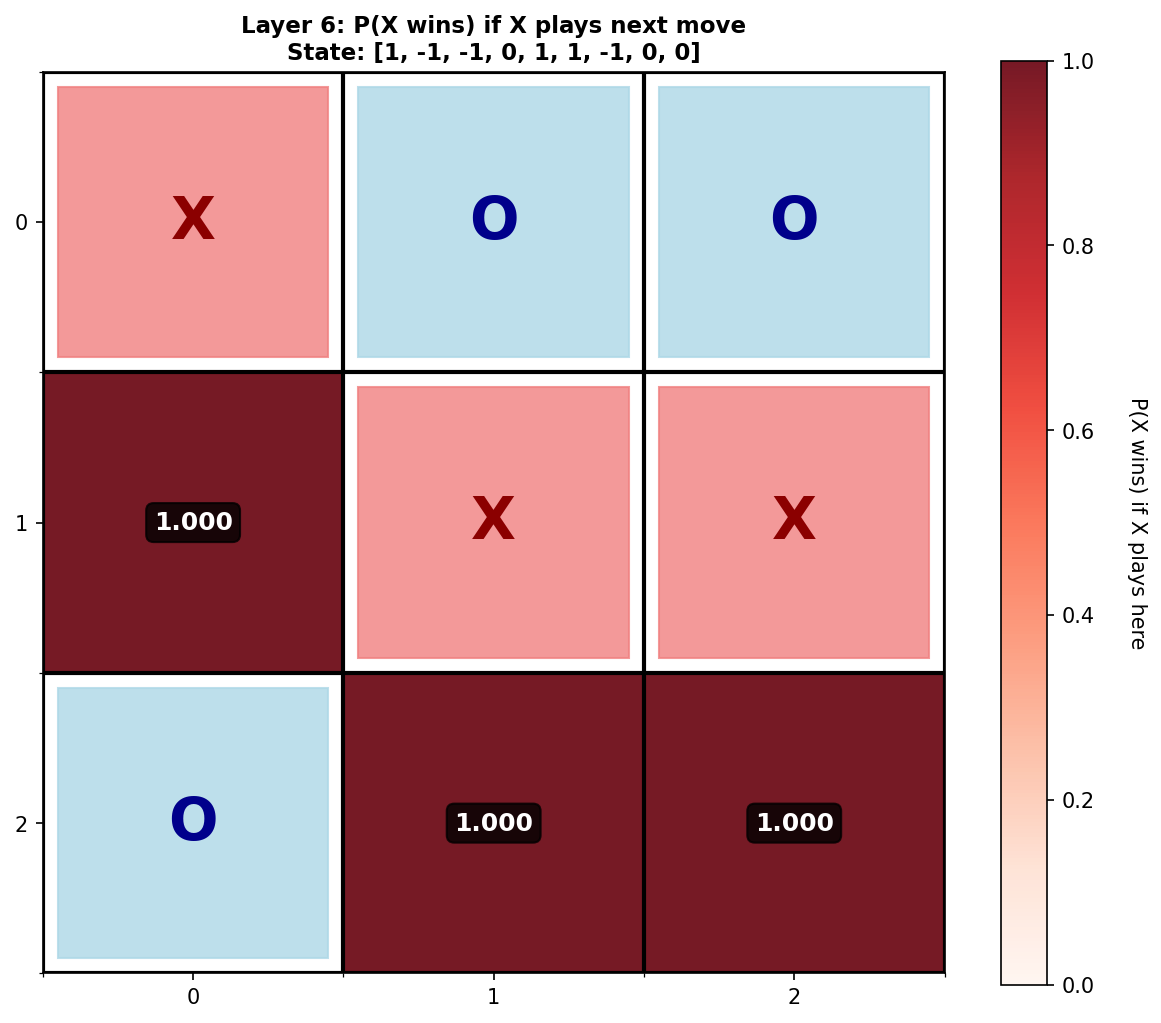 Layer 6: P(X wins) if X plays next move
State: [1, -1, -1, 0, 1, 1, -1, 0, 0]
0
X
O
O
1
1.000
X
X
2
O
1.000
1.000
0
1
2
1.0
0.8
0.6
0.4
0.2
0.0
P(X wins) if X plays here